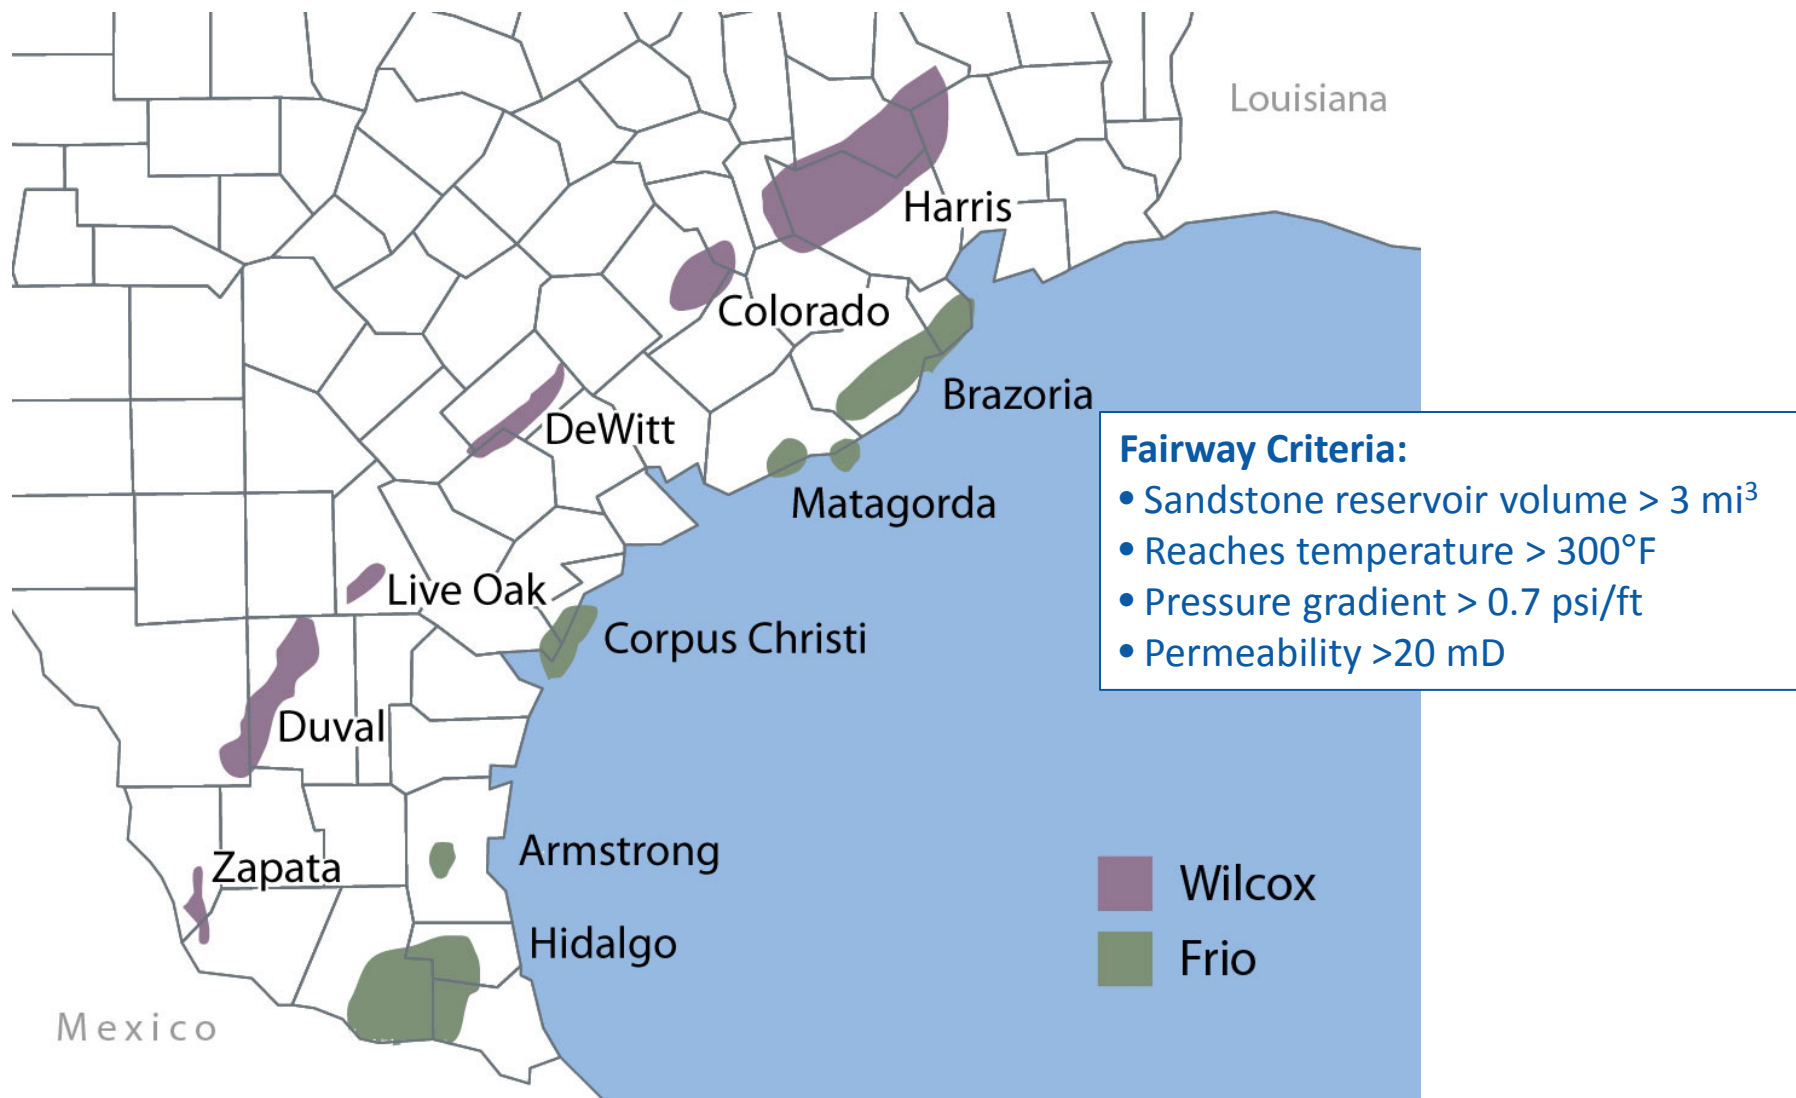 Louisiana
Harris
Colorado
Brazoria
DeWitt
Matagorda
Fairway Criteria:
• Sandstone reservoir volume > 3 mi³
• Reaches temperature > 300°F
• Pressure gradient > 0.7 psi/ft
• Permeability >20 mD
Live Oak
Corpus Christi
Duval
Armstrong
Zapata
Hidalgo
Wilcox
Frio
Mexico